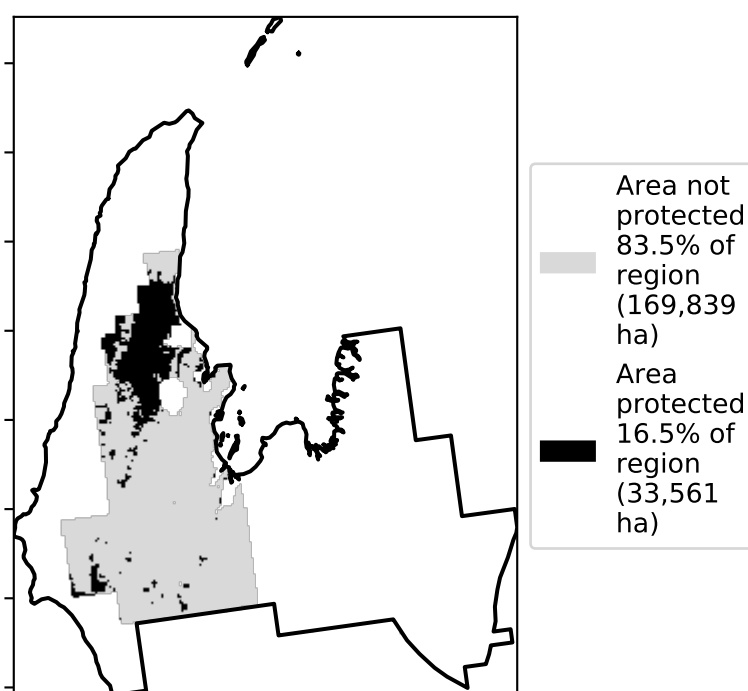 Area not
protected
83.5% of
region
(169,839
ha)
Area
protected
16.5% of
region
(33,561
ha)